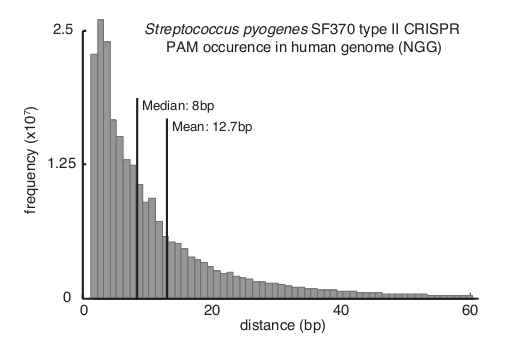 Streptococcus pyogenes SF370 type II CRISPR
PAM occurence in human genome (NGG)
2.5
Median: 8bp
Mean: 12.7bp
frequency (x10⁷)
1.25
0
0
20
40
60
distance (bp)